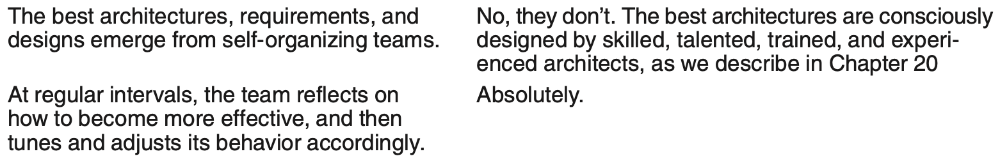 The best architectures, requirements, and
designs emerge from self-organizing teams.
No, they don’t. The best architectures are consciously
designed by skilled, talented, trained, and experi-
enced architects, as we describe in Chapter 20
At regular intervals, the team reflects on
how to become more effective, and then
tunes and adjusts its behavior accordingly.
Absolutely.